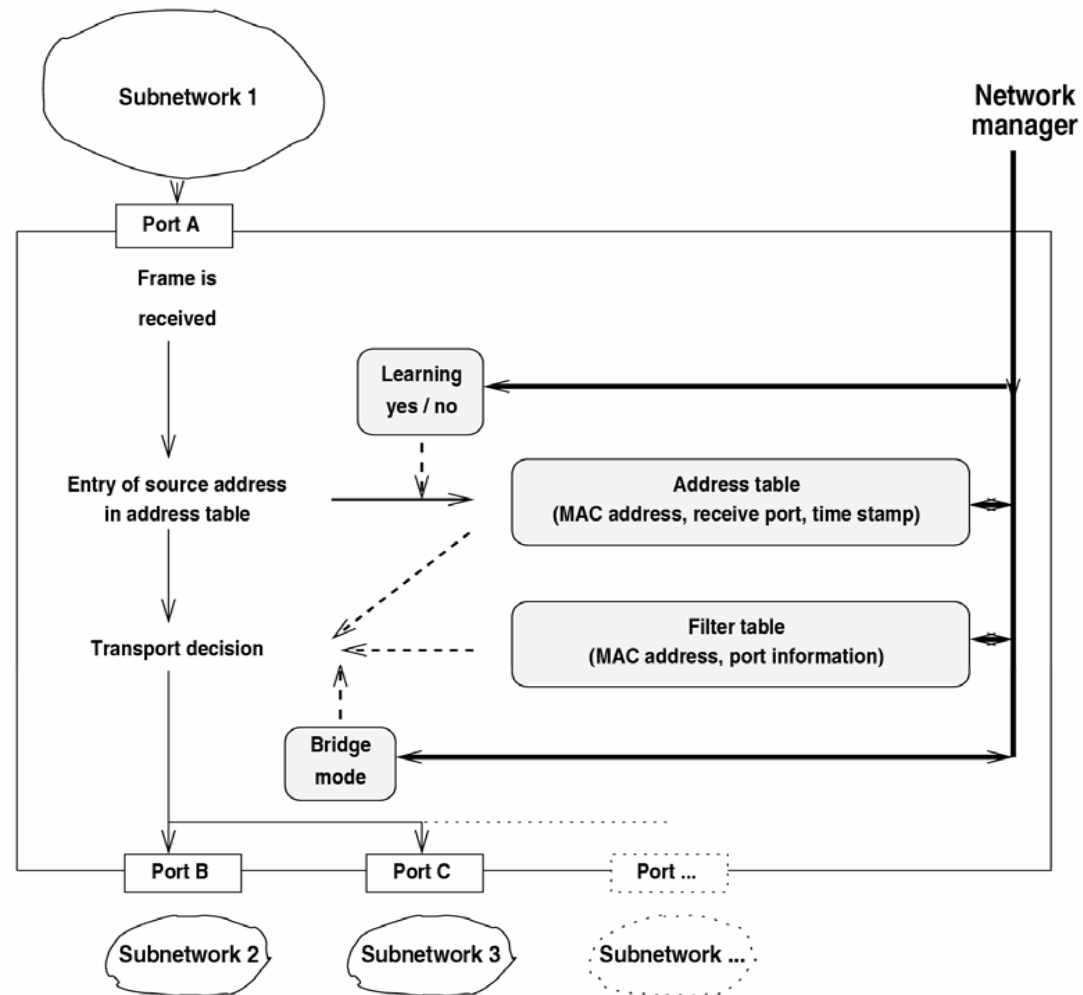 Subnetwork 1
Network
manager
Port A
Frame is
received
Learning
yes / no
Entry of source address
in address table
Address table
(MAC address, receive port, time stamp)
Transport decision
Filter table
(MAC address, port information)
Bridge
mode
Port B
Port C
Port ...
Subnetwork 2
Subnetwork 3
Subnetwork ...